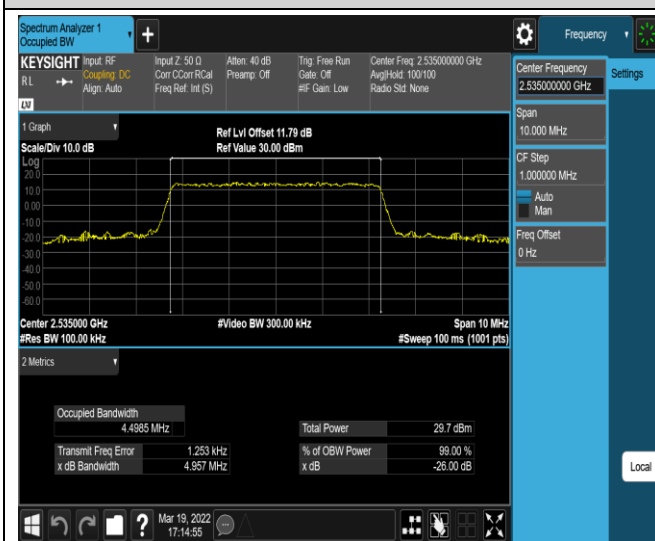 Spectrum Analyzer 1
Occupied BW
+
Frequency
KEYSIGHT
R L
Input: RF
Coupling: DC
Align: Auto
Input Z: 50 Ω
Corr CCorr RCal
Freq Ref: Int (S)
Atten: 40 dB
Preamp: Off
Trig: Free Run
Gate: Off
#IF Gain: Low
Center Freq: 2.535000000 GHz
Avg|Hold: 100/100
Radio Std: None
Center Frequency
2.535000000 GHz
Settings
Span
10.000 MHz
CF Step
1.000000 MHz
Auto
Man
Freq Offset
0 Hz
1 Graph
Scale/Div 10.0 dB
Ref Lvl Offset 11.79 dB
Ref Value 30.00 dBm
Log
20.0
10.0
0.00
-10.0
-20.0
-30.0
-40.0
-50.0
-60.0
Center 2.535000 GHz
#Video BW 300.00 kHz
Span 10 MHz
#Res BW 100.00 kHz
#Sweep 100 ms (1001 pts)
2 Metrics
Occupied Bandwidth
4.4985 MHz
Total Power 29.7 dBm
Transmit Freq Error 1.253 kHz
% of OBW Power 99.00 %
x dB Bandwidth 4.957 MHz
x dB -26.00 dB
Local
?
Mar 19, 2022
17:14:55